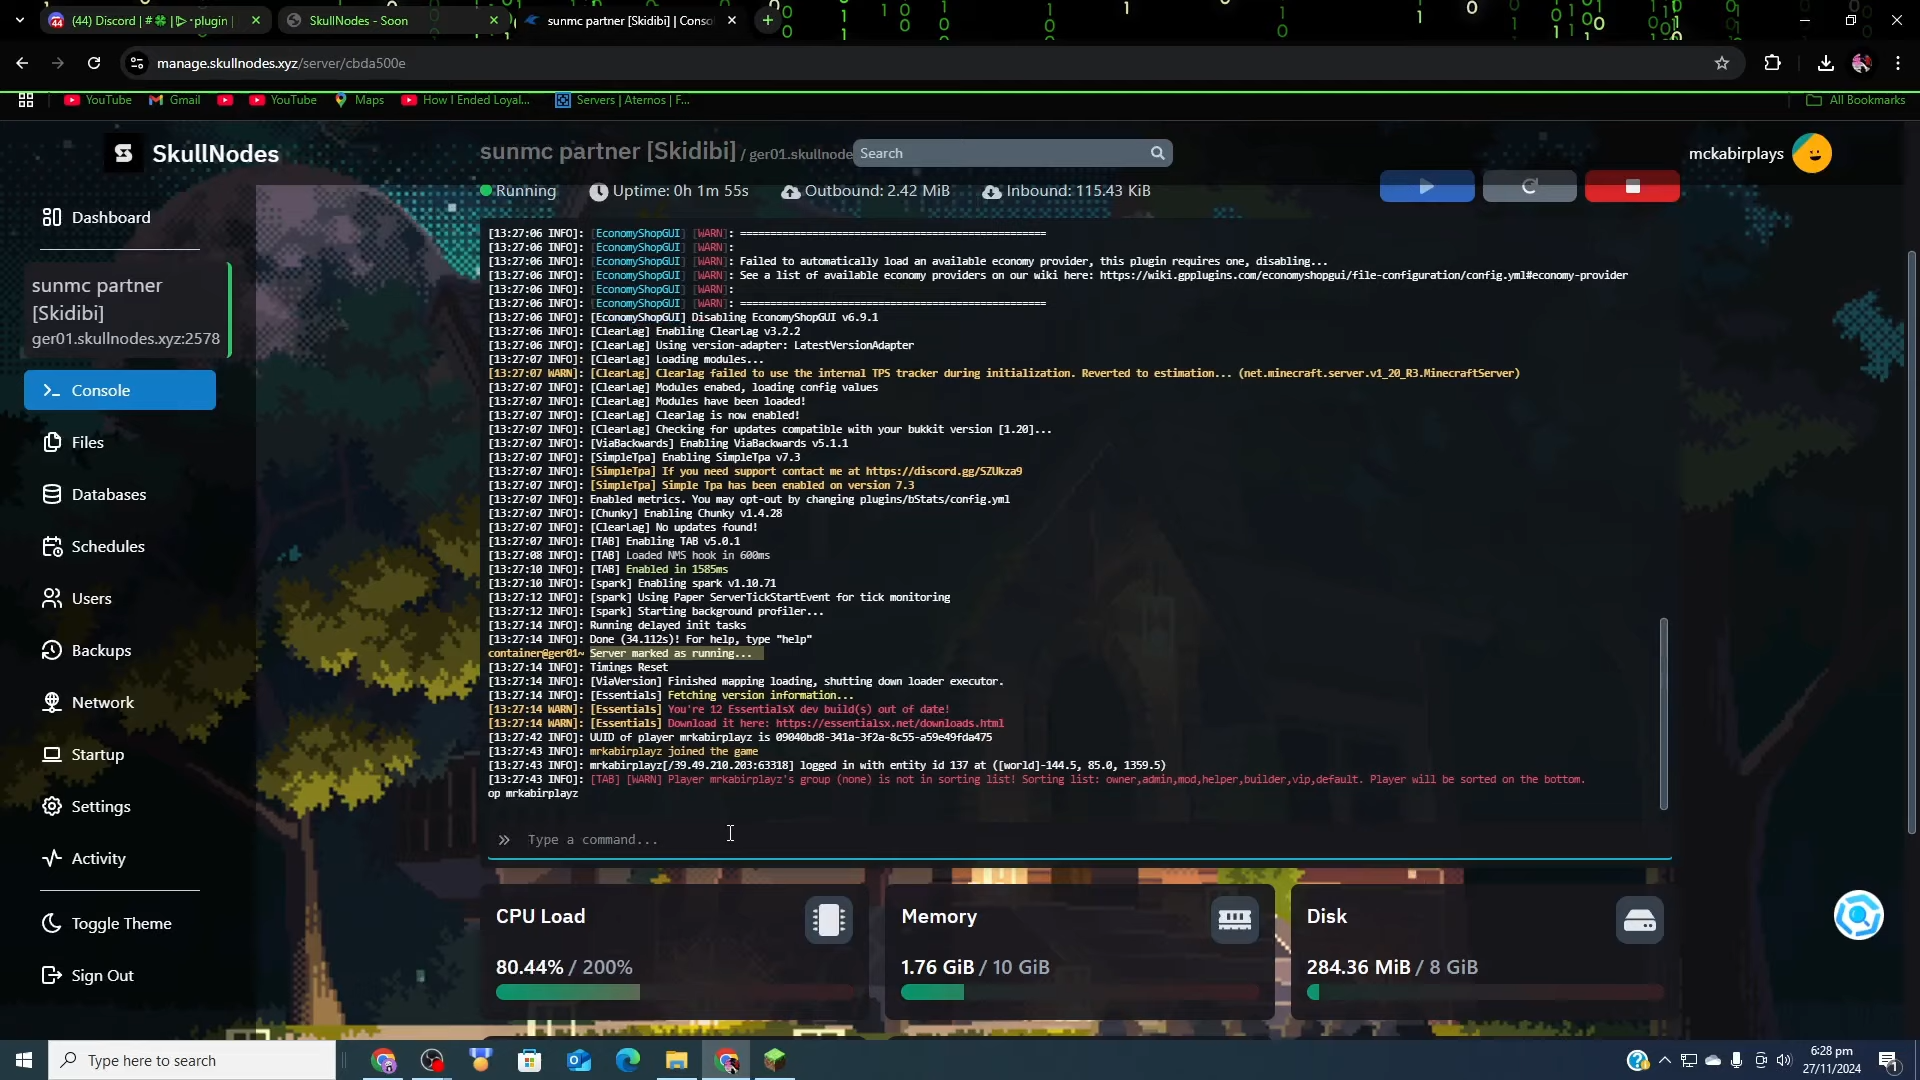 (44) Discord | #🍀 | ▷・plugin |
SkullNodes - Soon
sunmc partner [Skidibi] | Conso
manage.skullnodes.xyz/server/cbda500e
YouTube
Gmail
YouTube
Maps
How I Ended Loyal...
Servers | Aternos | F...
All Bookmarks
SkullNodes
sunmc partner [Skidibi] / ger01.skullnode
Search
mckabirplays
Running
Uptime: 0h 1m 55s
Outbound: 2.42 MiB
Inbound: 115.43 KiB
Dashboard
sunmc partner
[Skidibi]
ger01.skullnodes.xyz:2578
Console
Files
Databases
Schedules
Users
Backups
Network
Startup
Settings
Activity
Toggle Theme
Sign Out
[13:27:06 INFO]: [EconomyShopGUI] [WARN]: ==================================================
[13:27:06 INFO]: [EconomyShopGUI] [WARN]:
[13:27:06 INFO]: [EconomyShopGUI] [WARN]: Failed to automatically load an available economy provider, this plugin requires one, disabling...
[13:27:06 INFO]: [EconomyShopGUI] [WARN]: See a list of available economy providers on our wiki here: https://wiki.gpplugins.com/economyshopgui/file-configuration/config.yml#economy-provider
[13:27:06 INFO]: [EconomyShopGUI] [WARN]:
[13:27:06 INFO]: [EconomyShopGUI] [WARN]: ==================================================
[13:27:06 INFO]: [EconomyShopGUI] Disabling EconomyShopGUI v6.9.1
[13:27:06 INFO]: [ClearLag] Enabling ClearLag v3.2.2
[13:27:06 INFO]: [ClearLag] Using version-adapter: LatestVersionAdapter
[13:27:07 INFO]: [ClearLag] Loading modules...
[13:27:07 WARN]: [ClearLag] Clearlag failed to use the internal TPS tracker during initialization. Reverted to estimation... (net.minecraft.server.v1_20_R3.MinecraftServer)
[13:27:07 INFO]: [ClearLag] Modules enabed, loading config values
[13:27:07 INFO]: [ClearLag] Modules have been loaded!
[13:27:07 INFO]: [ClearLag] Clearlag is now enabled!
[13:27:07 INFO]: [ClearLag] Checking for updates compatible with your bukkit version [1.20]...
[13:27:07 INFO]: [ViaBackwards] Enabling ViaBackwards v5.1.1
[13:27:07 INFO]: [SimpleTpa] Enabling SimpleTpa v7.3
[13:27:07 INFO]: [SimpleTpa] If you need support contact me at https://discord.gg/SZUkza9
[13:27:07 INFO]: [SimpleTpa] Simple Tpa has been enabled on version 7.3
[13:27:07 INFO]: Enabled metrics. You may opt-out by changing plugins/bStats/config.yml
[13:27:07 INFO]: [Chunky] Enabling Chunky v1.4.28
[13:27:07 INFO]: [ClearLag] No updates found!
[13:27:07 INFO]: [TAB] Enabling TAB v5.0.1
[13:27:08 INFO]: [TAB] Loaded NMS hook in 600ms
[13:27:10 INFO]: [TAB] Enabled in 1585ms
[13:27:10 INFO]: [spark] Enabling spark v1.10.71
[13:27:12 INFO]: [spark] Using Paper ServerTickStartEvent for tick monitoring
[13:27:12 INFO]: [spark] Starting background profiler...
[13:27:14 INFO]: Running delayed init tasks
[13:27:14 INFO]: Done (34.112s)! For help, type "help"
container@ger01~ Server marked as running...
[13:27:14 INFO]: Timings Reset
[13:27:14 INFO]: [ViaVersion] Finished mapping loading, shutting down loader executor.
[13:27:14 INFO]: [Essentials] Fetching version information...
[13:27:14 WARN]: [Essentials] You're 12 EssentialsX dev build(s) out of date!
[13:27:14 WARN]: [Essentials] Download it here: https://essentialsx.net/downloads.html
[13:27:42 INFO]: UUID of player mrkabirplayz is 09040bd8-341a-3f2a-8c55-a59e49fda475
[13:27:43 INFO]: mrkabirplayz joined the game
[13:27:43 INFO]: mrkabirplayz[/39.49.210.203:63318] logged in with entity id 137 at ([world]-144.5, 85.0, 1359.5)
[13:27:43 INFO]: [TAB] [WARN] Player mrkabirplayz's group (none) is not in sorting list! Sorting list: owner,admin,mod,helper,builder,vip,default. Player will be sorted on the bottom.
op mrkabirplayz
» Type a command...
CPU Load
80.44% / 200%
Memory
1.76 GiB / 10 GiB
Disk
284.36 MiB / 8 GiB
Type here to search
6:28 pm
27/11/2024
1